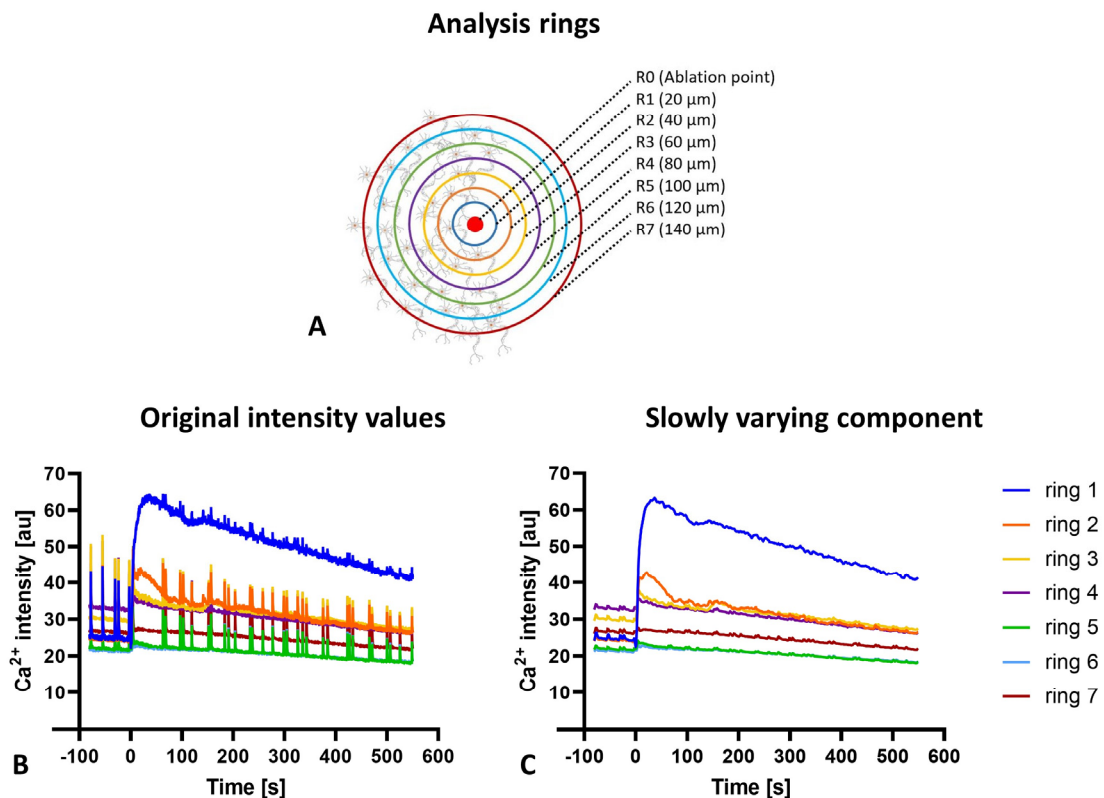 Analysis rings
R0 (Ablation point)
R1 (20 µm)
R2 (40 µm)
R3 (60 µm)
R4 (80 µm)
R5 (100 µm)
R6 (120 µm)
R7 (140 µm)
A
Original intensity values
Ca²⁺ intensity [au]
70
60
50
40
30
20
10
-100 0 100 200 300 400 500 600
Time [s]
B
Slowly varying component
Ca²⁺ intensity [au]
70
60
50
40
30
20
10
-100 0 100 200 300 400 500 600
Time [s]
C
ring 1
ring 2
ring 3
ring 4
ring 5
ring 6
ring 7